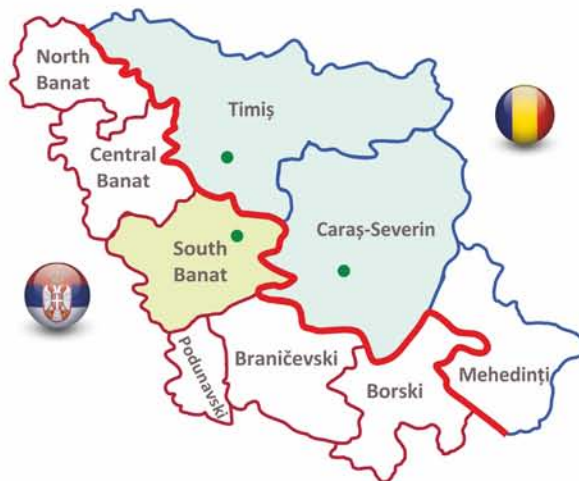 North
Banat
Timiș
Central
Banat
South
Banat
Caraș-Severin
Podunavski
Braničevski
Borski
Mehedinți